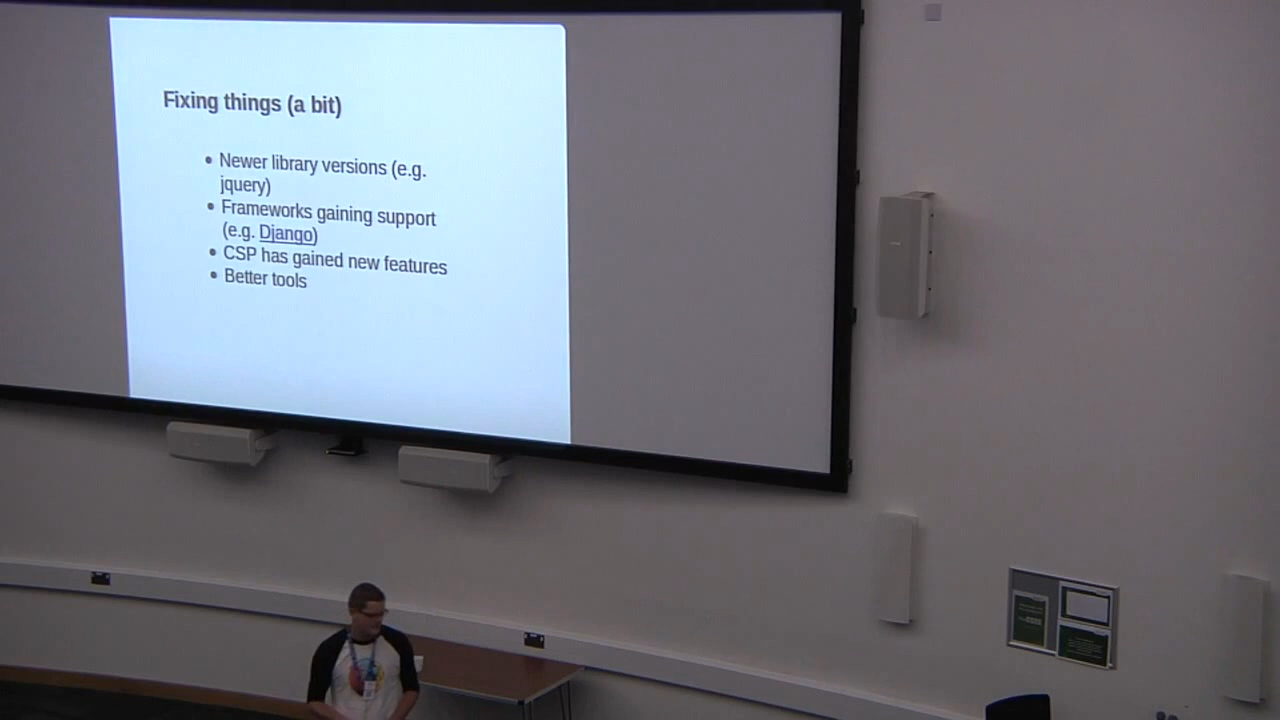 Fixing things (a bit)
• Newer library versions (e.g.
jquery)
• Frameworks gaining support
(e.g. Django)
• CSP has gained new features
• Better tools